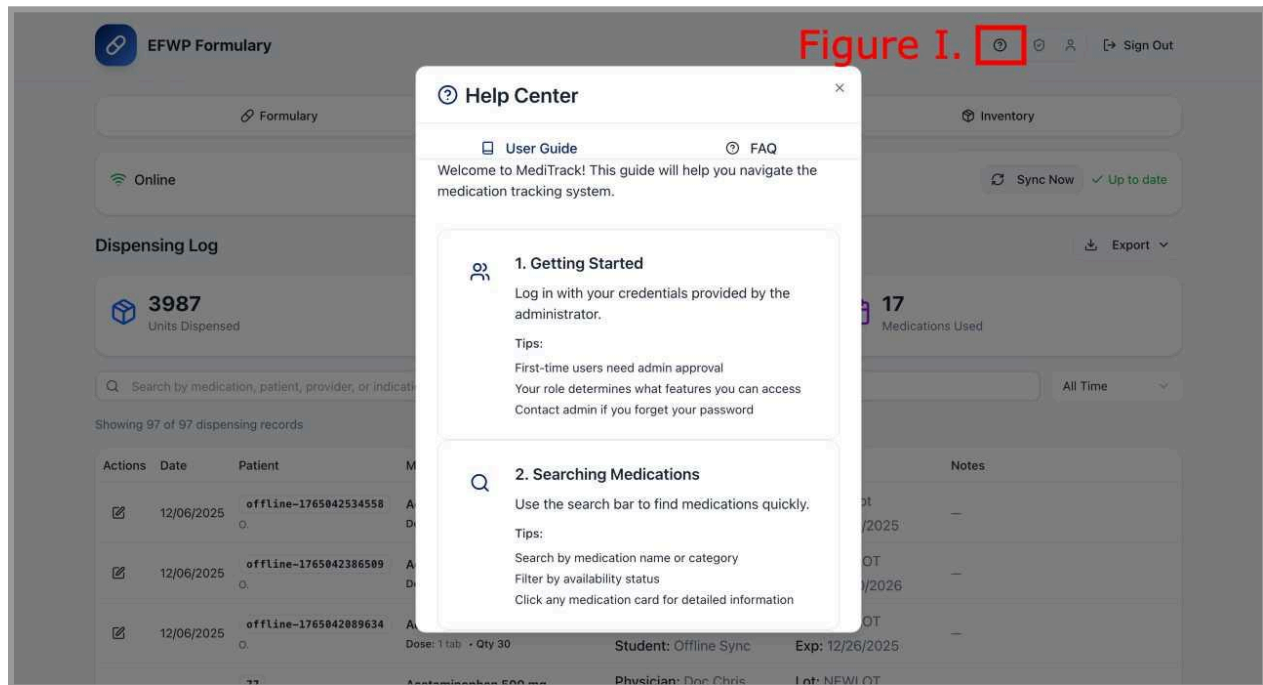 EFWP Formulary
Figure I.
Sign Out
Help Center
Formulary
Inventory
User Guide
FAQ
Welcome to MediTrack! This guide will help you navigate the
medication tracking system.
Online
Sync Now
Up to date
Dispensing Log
Export
1. Getting Started
Log in with your credentials provided by the
administrator.
Tips:
First-time users need admin approval
Your role determines what features you can access
Contact admin if you forget your password
3987
Units Dispensed
17
Medications Used
Search by medication, patient, provider, or
All Time
Showing 97 of 97 dispensing records
2. Searching Medications
Use the search bar to find medications quickly.
Tips:
Search by medication name or category
Filter by availability status
Click any medication card for detailed information
Actions Date Patient Notes
12/06/2025 offline-1765042534558 —
O. /2025
12/06/2025 offline-1765042386509 —
O. /2026
12/06/2025 offline-1765042089634 —
O. Dose: 1 tab • Qty 30 Student: Offline Sync Exp: 12/26/2025
77 Acetaminophen 500 mg Physician: Doc Chris Lot: NEWLOT